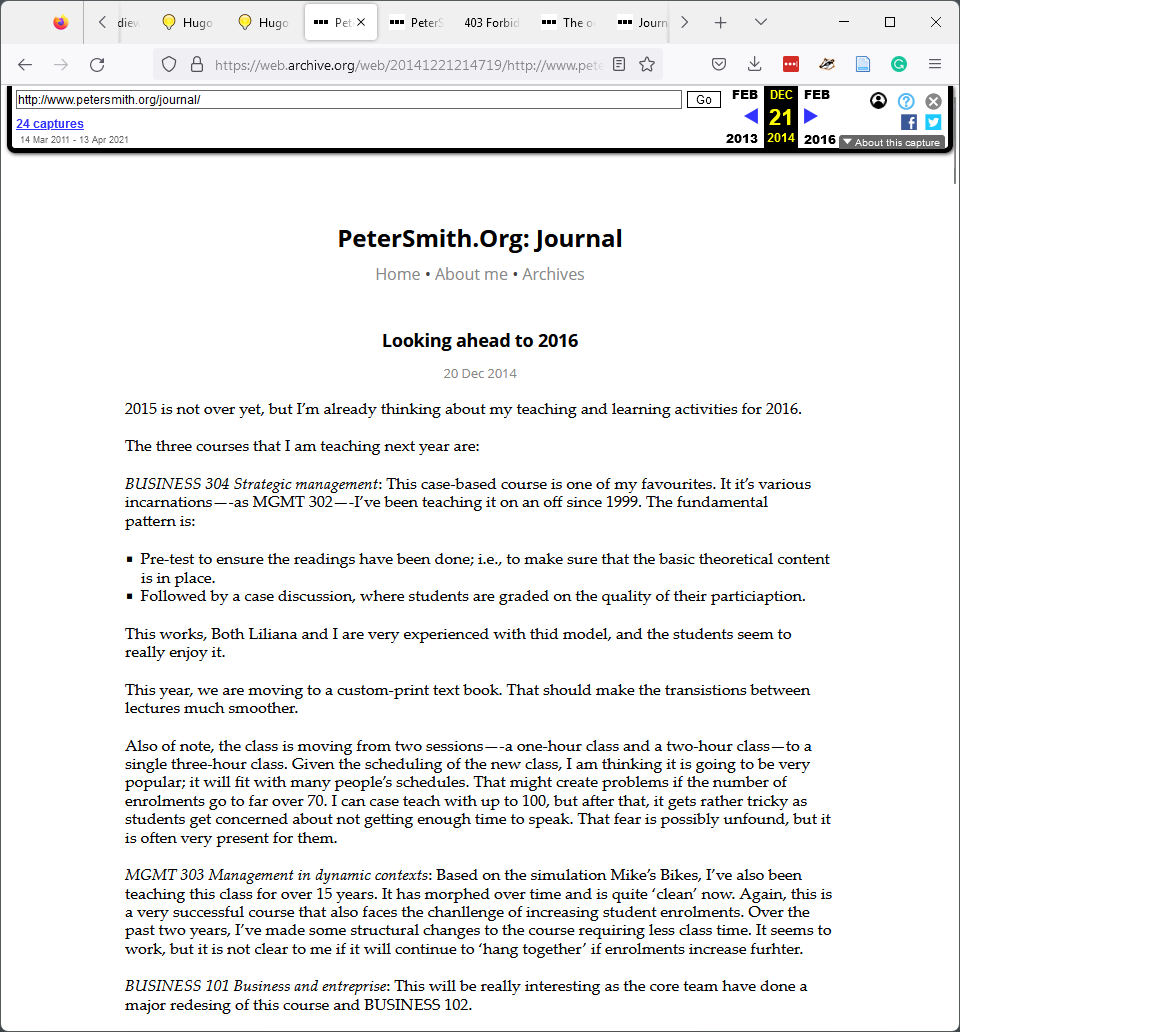 diev
Hugo
Hugo
Pet
PeterS
403 Forbid
The o
Journ
https://web.archive.org/web/20141221214719/http://www.pete
http://www.petersmith.org/journal/
Go
FEB
DEC
FEB
24 captures
21
14 Mar 2011 - 13 Apr 2021
2013
2014
2016
About this capture
PeterSmith.Org: Journal
Home • About me • Archives
Looking ahead to 2016
20 Dec 2014
2015 is not over yet, but I’m already thinking about my teaching and learning activities for 2016.
The three courses that I am teaching next year are:
BUSINESS 304 Strategic management: This case-based course is one of my favourites. It it’s various
incarnations—-as MGMT 302—-I’ve been teaching it on an off since 1999. The fundamental
pattern is:
▪ Pre-test to ensure the readings have been done; i.e., to make sure that the basic theoretical content
is in place.
▪ Followed by a case discussion, where students are graded on the quality of their particiaption.
This works, Both Liliana and I are very experienced with thid model, and the students seem to
really enjoy it.
This year, we are moving to a custom-print text book. That should make the transistions between
lectures much smoother.
Also of note, the class is moving from two sessions—-a one-hour class and a two-hour class—to a
single three-hour class. Given the scheduling of the new class, I am thinking it is going to be very
popular; it will fit with many people’s schedules. That might create problems if the number of
enrolments go to far over 70. I can case teach with up to 100, but after that, it gets rather tricky as
students get concerned about not getting enough time to speak. That fear is possibly unfound, but it
is often very present for them.
MGMT 303 Management in dynamic contexts: Based on the simulation Mike’s Bikes, I’ve also been
teaching this class for over 15 years. It has morphed over time and is quite ‘clean’ now. Again, this is
a very successful course that also faces the chanllenge of increasing student enrolments. Over the
past two years, I’ve made some structural changes to the course requiring less class time. It seems to
work, but it is not clear to me if it will continue to ‘hang together’ if enrolments increase furhter.
BUSINESS 101 Business and entreprise: This will be really interesting as the core team have done a
major redesing of this course and BUSINESS 102.